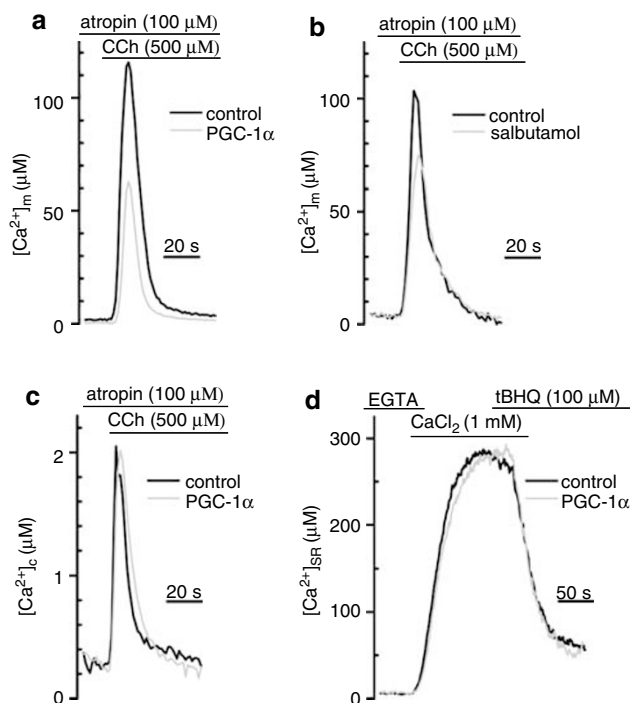 a
atropin (100 μM)
CCh (500 μM)
100
50
0
[Ca²⁺]ₘ (μM)
control
PGC-1α
20 s
b
atropin (100 μM)
CCh (500 μM)
100
50
0
[Ca²⁺]ₘ (μM)
control
salbutamol
20 s
c
atropin (100 μM)
CCh (500 μM)
2
1
0
[Ca²⁺]c (μM)
control
PGC-1α
20 s
d
EGTA
tBHQ (100 μM)
CaCl₂ (1 mM)
300
200
100
0
[Ca²⁺]SR (μM)
control
PGC-1α
50 s